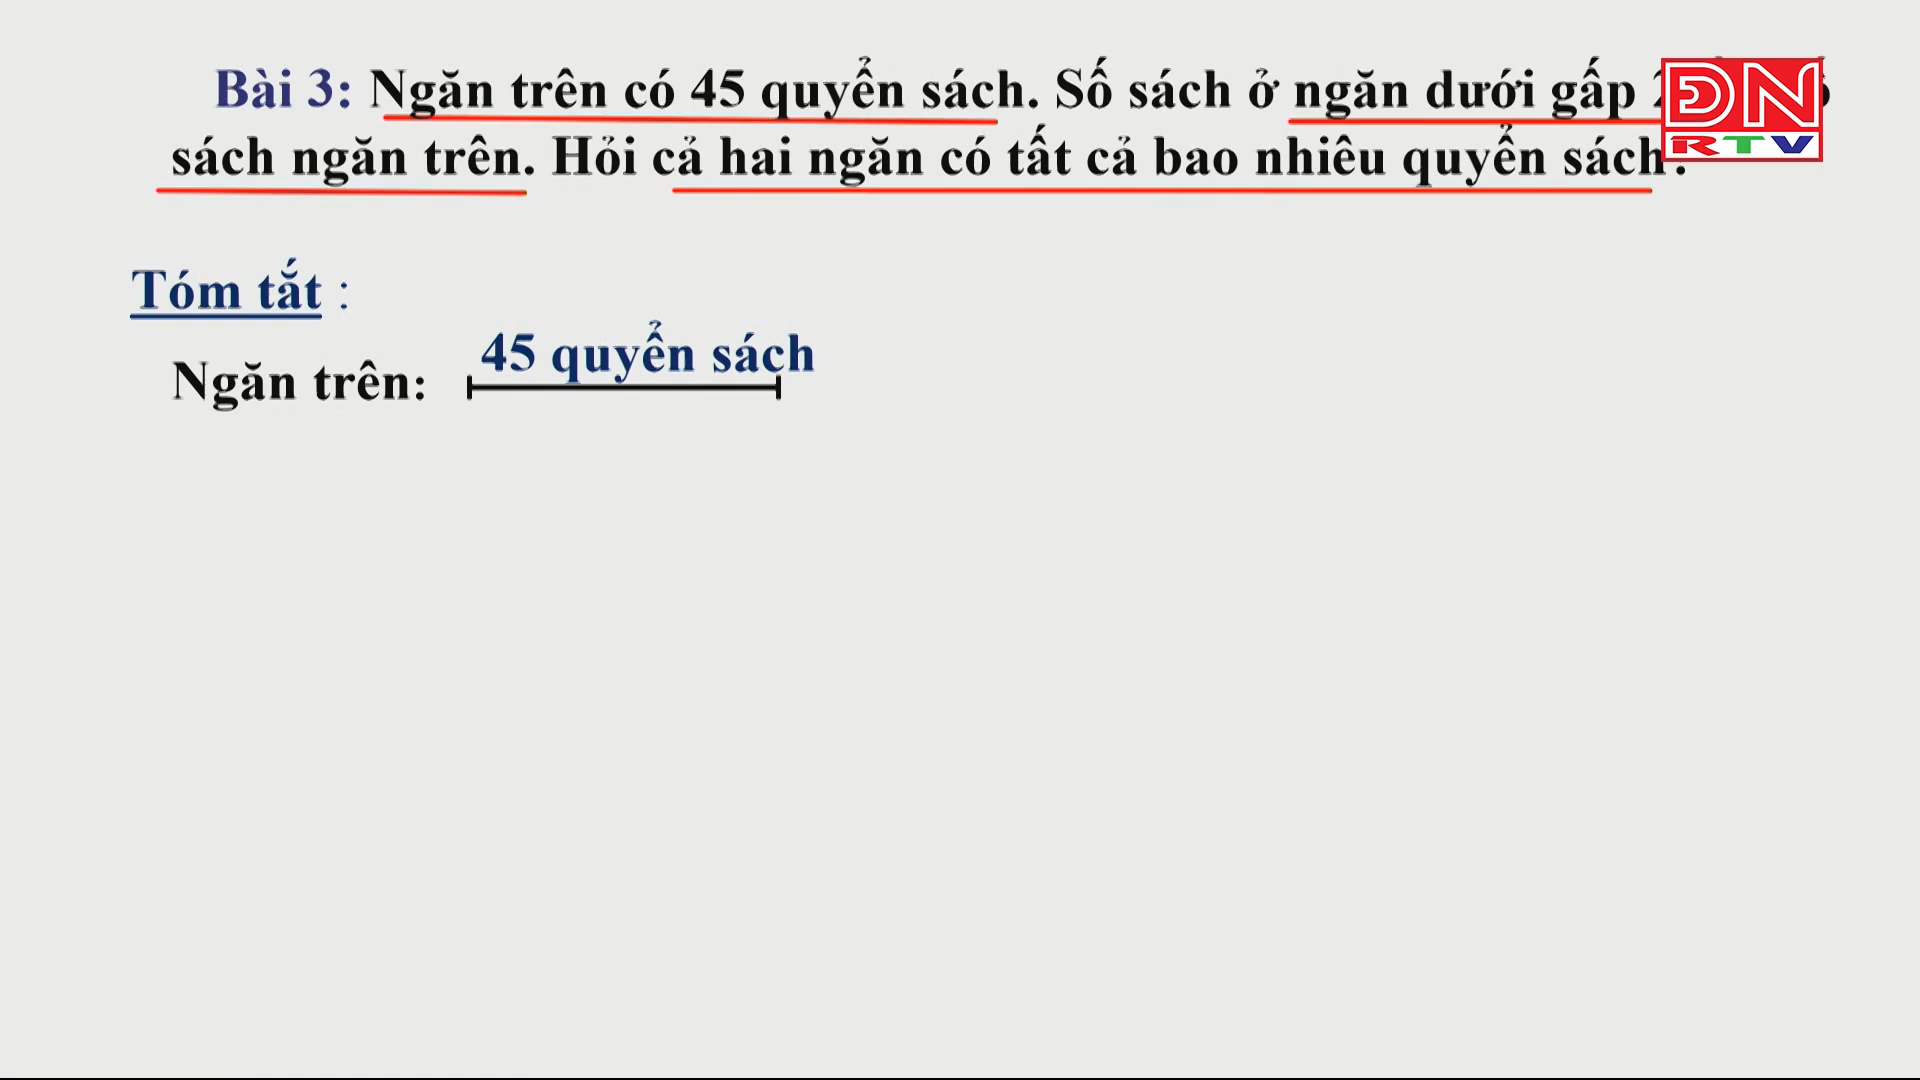 Bài 3: Ngăn trên có 45 quyển sách. Số sách ở ngăn dưới gấp
sách ngăn trên. Hỏi cả hai ngăn có tất cả bao nhiêu quyển sách?
ĐN
RTV
Tóm tắt :
45 quyển sách
Ngăn trên: